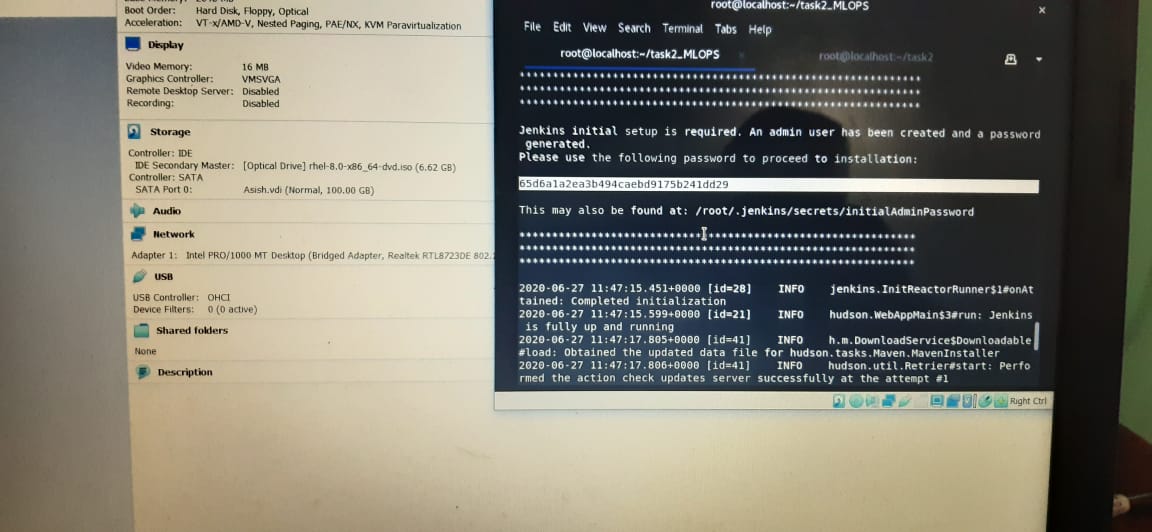 Boot Order: Hard Disk, Floppy, Optical
Acceleration: VT-x/AMD-V, Nested Paging, PAE/NX, KVM Paravirtualization
Display
Video Memory: 16 MB
Graphics Controller: VMSVGA
Remote Desktop Server: Disabled
Recording: Disabled
Storage
Controller: IDE
IDE Secondary Master: [Optical Drive] rhel-8.0-x86_64-dvd.iso (6.62 GB)
Controller: SATA
SATA Port 0: Asish.vdi (Normal, 100.00 GB)
Audio
Network
Adapter 1: Intel PRO/1000 MT Desktop (Bridged Adapter, Realtek RTL8723DE 802.
USB
USB Controller: OHCI
Device Filters: 0 (0 active)
Shared folders
None
Description
root@localhost:~/task2_MLOPS
File Edit View Search Terminal Tabs Help
root@localhost:~/task2_MLOPS × root@localhost:~/task2
Jenkins initial setup is required. An admin user has been created and a password
generated.
Please use the following password to proceed to installation:
65d6a1a2ea3b494caebd9175b241dd29
This may also be found at: /root/.jenkins/secrets/initialAdminPassword
2020-06-27 11:47:15.451+0000 [id=28] INFO jenkins.InitReactorRunner$1#onAt
tained: Completed initialization
2020-06-27 11:47:15.599+0000 [id=21] INFO hudson.WebAppMain$3#run: Jenkins
is fully up and running
2020-06-27 11:47:17.805+0000 [id=41] INFO h.m.DownloadService$Downloadable
#load: Obtained the updated data file for hudson.tasks.Maven.MavenInstaller
2020-06-27 11:47:17.806+0000 [id=41] INFO hudson.util.Retrier#start: Perfo
rmed the action check updates server successfully at the attempt #1
Right Ctrl